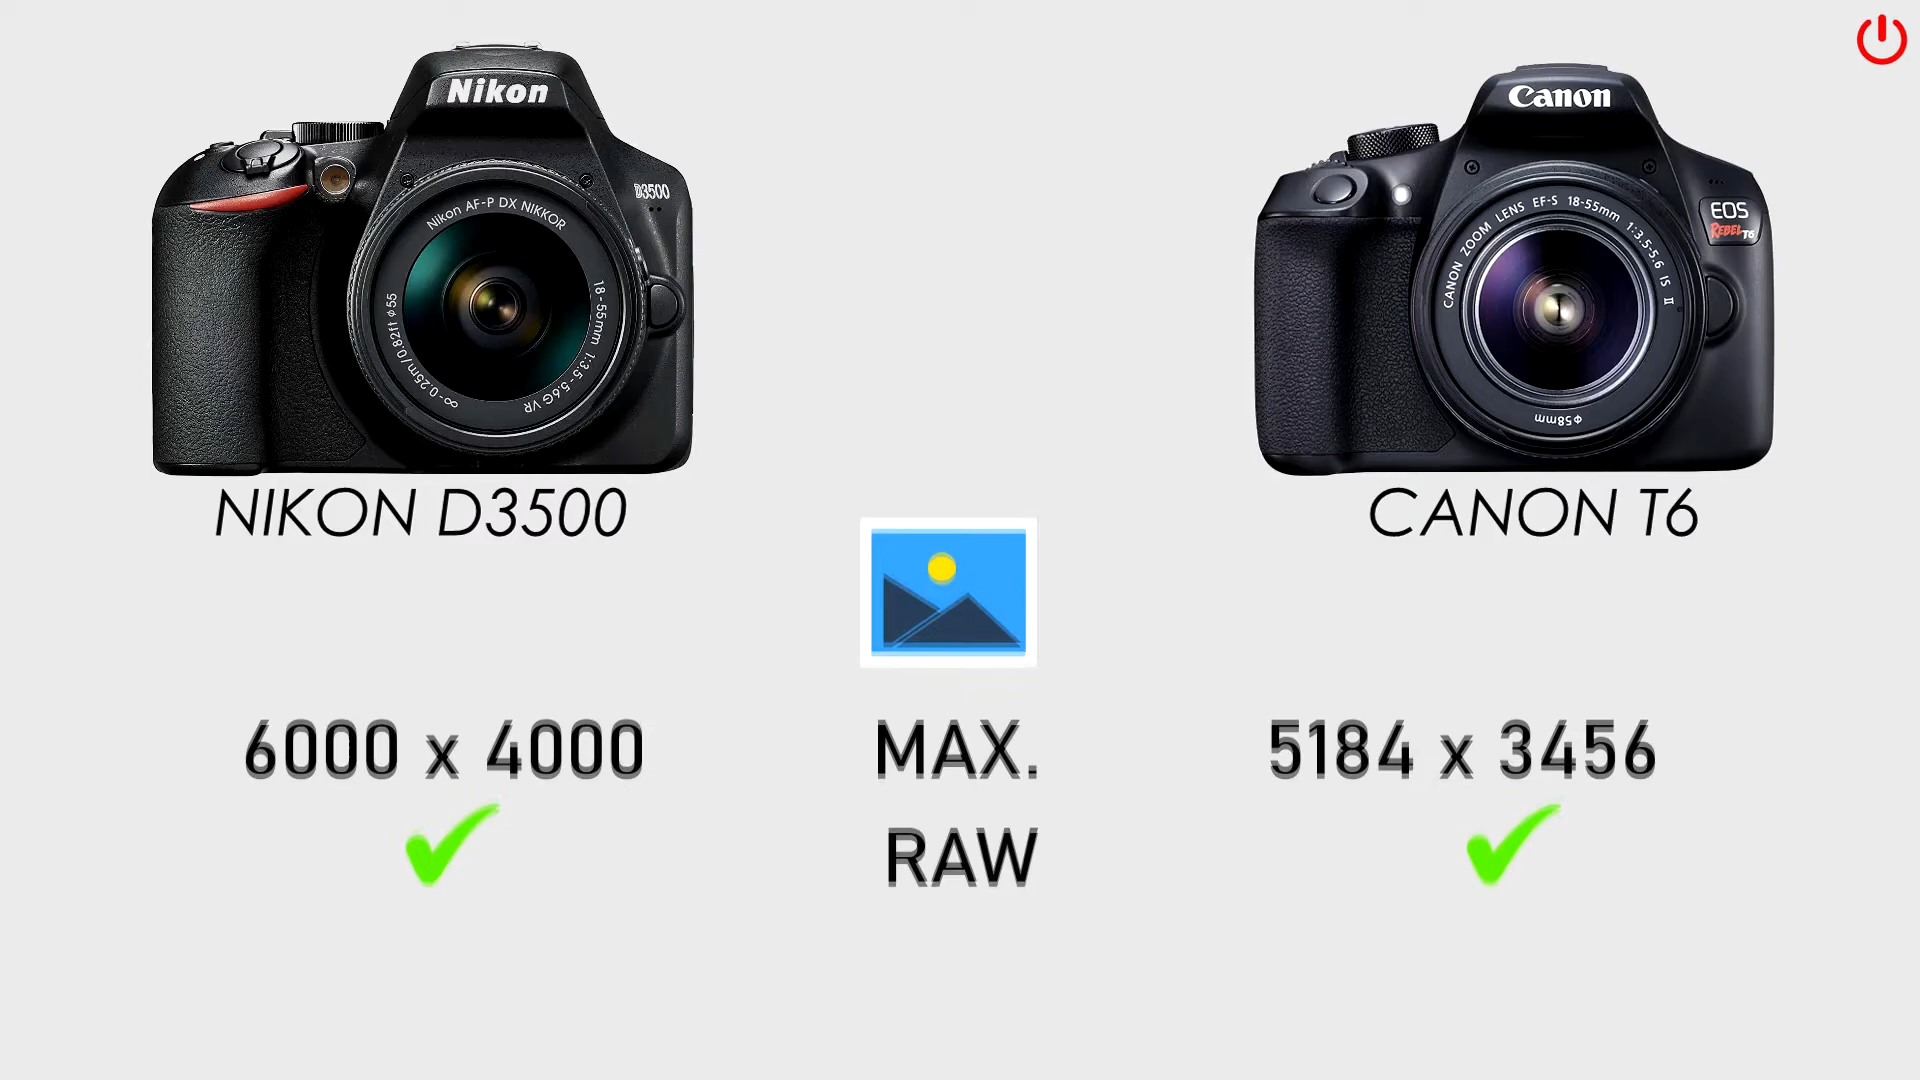 Nikon
D3500
Nikon AF-P DX NIKKOR
18-55mm 1:3.5-5.6G VR
∞-0.25m/0.82ft φ55
Canon
EOS
REBEL T6
CANON ZOOM LENS EF-S 18-55mm 1:3.5-5.6 IS II
φ58mm
NIKON D3500
CANON T6
6000 x 4000 MAX. 5184 x 3456
RAW